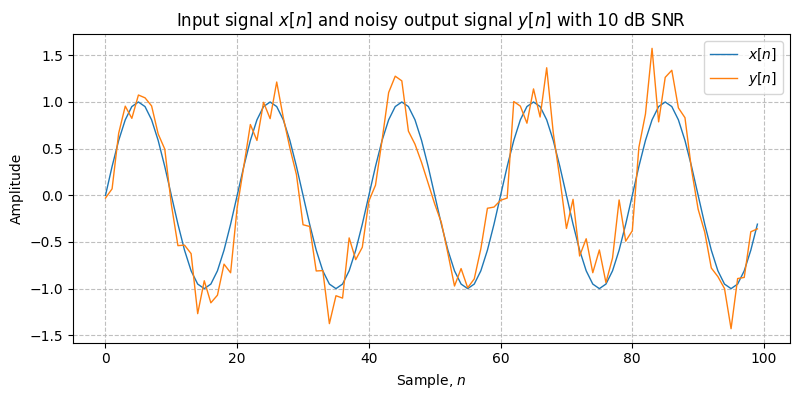 Input signal x[n] and noisy output signal y[n] with 10 dB SNR
x[n]
y[n]
1.5
1.0
0.5
0.0
−0.5
−1.0
−1.5
Amplitude
0 20 40 60 80 100
Sample, n